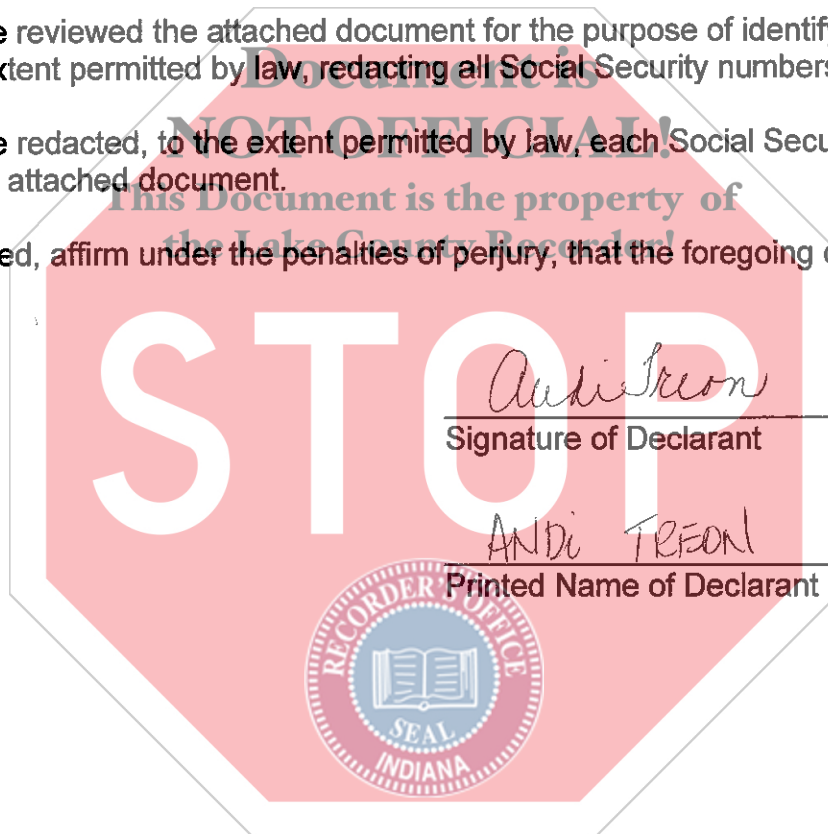 e reviewed the attached document for the purpose of identify
Document is
xtent permitted by law, redacting all Social Security numbers
NOT OFFICIAL!
e redacted, to the extent permitted by law, each Social Secu
attached document.
This Document is the property of
the Lake County Recorder!
ed, affirm under the penalties of perjury, that the foregoing
STOP
Andi Treon
Signature of Declarant
ANDi TREON
Printed Name of Declarant
RECORDER'S OFFICE
SEAL
INDIANA